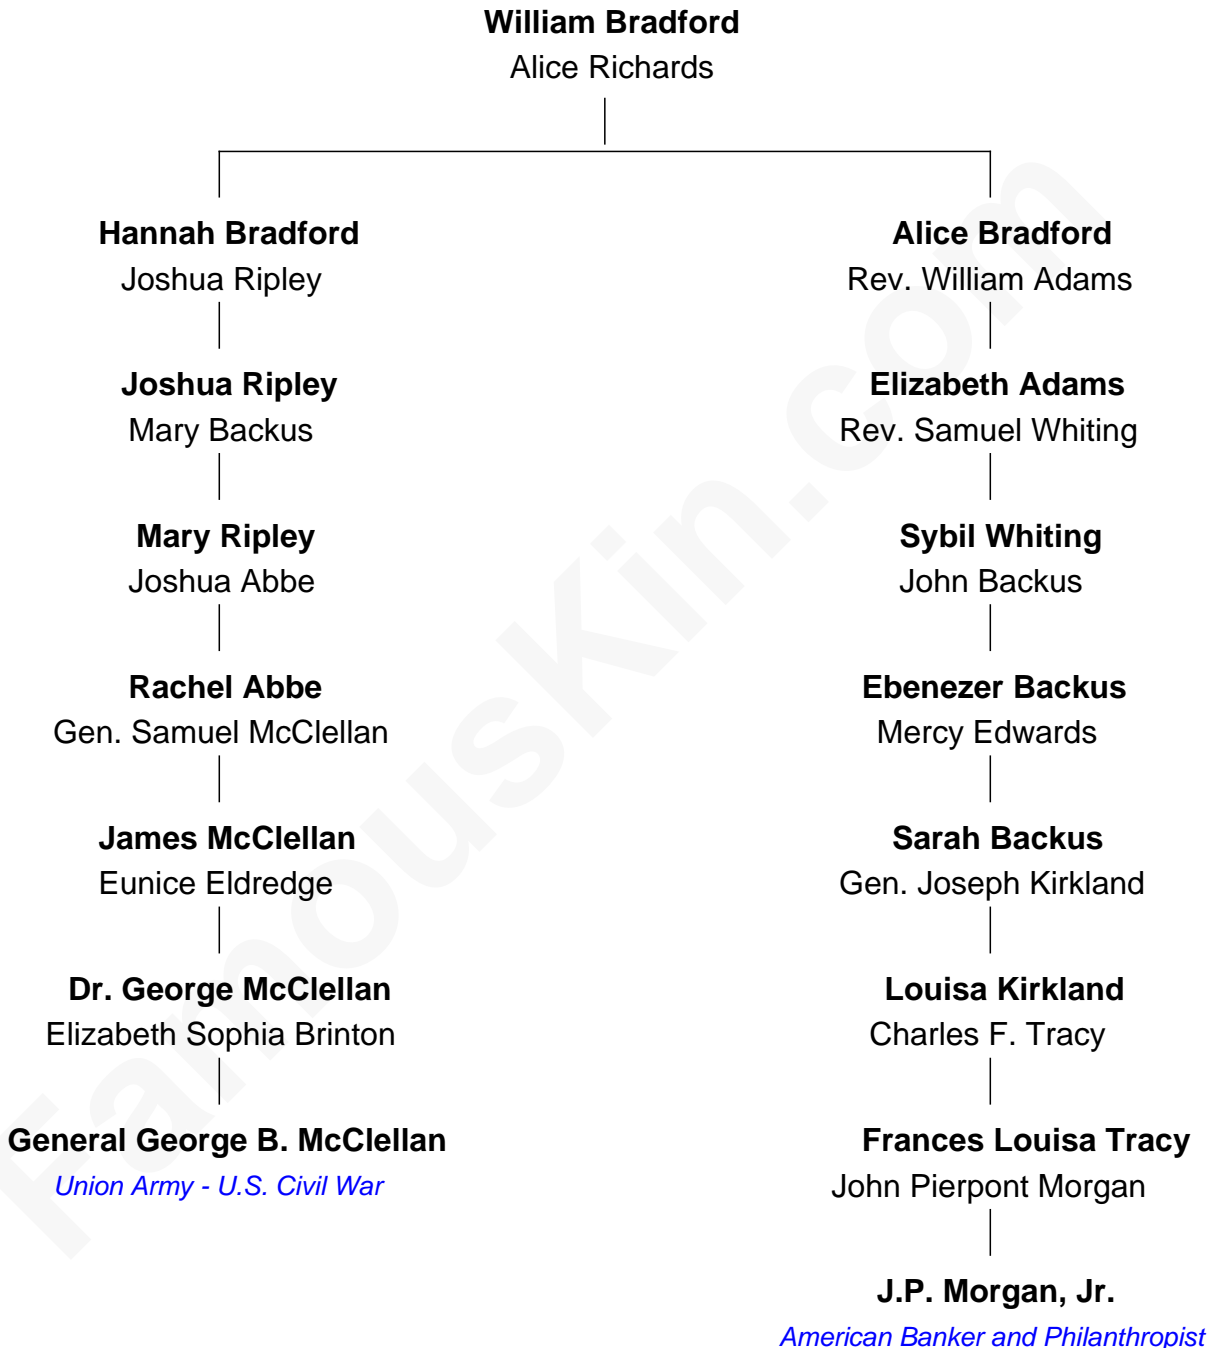 William Bradford
Alice Richards
Hannah Bradford
Joshua Ripley
Alice Bradford
Rev. William Adams
Joshua Ripley
Mary Backus
Elizabeth Adams
Rev. Samuel Whiting
Mary Ripley
Joshua Abbe
Sybil Whiting
John Backus
Rachel Abbe
Gen. Samuel McClellan
Ebenezer Backus
Mercy Edwards
James McClellan
Eunice Eldredge
Sarah Backus
Gen. Joseph Kirkland
Dr. George McClellan
Elizabeth Sophia Brinton
Louisa Kirkland
Charles F. Tracy
General George B. McClellan
Union Army - U.S. Civil War
Frances Louisa Tracy
John Pierpont Morgan
J.P. Morgan, Jr.
American Banker and Philanthropist
FamousKin.com